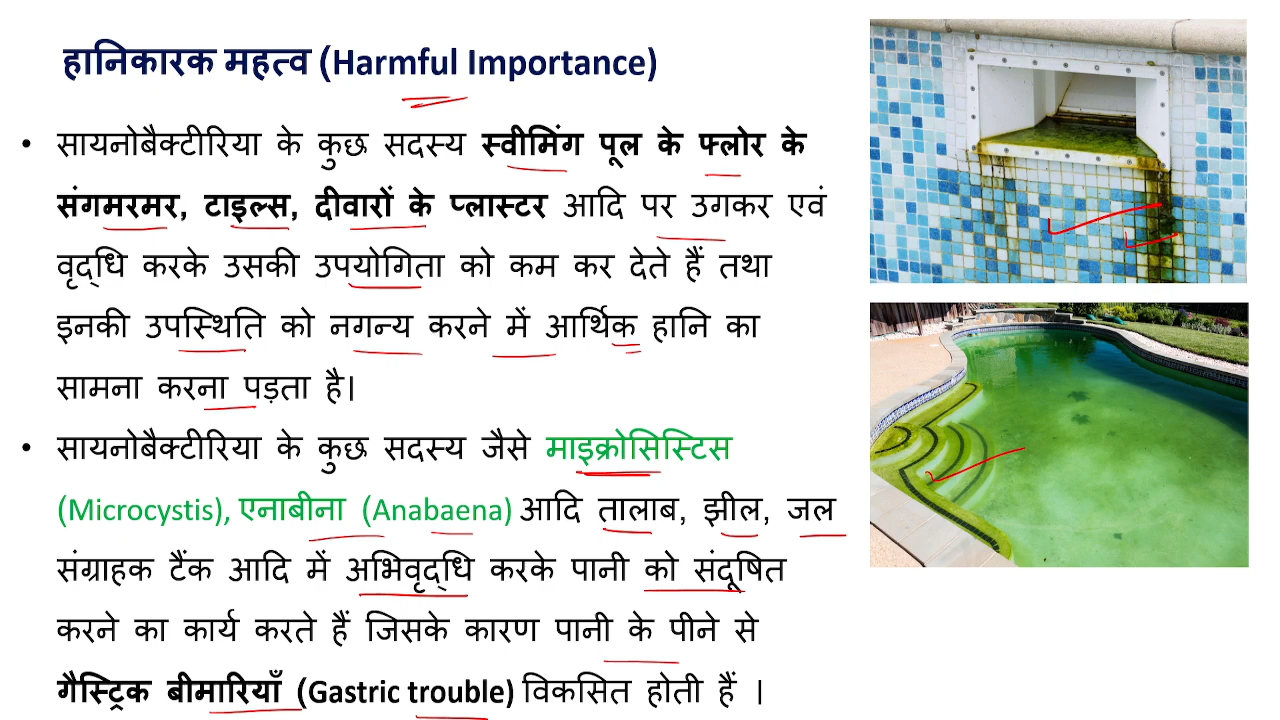 हानिकारक महत्व (Harmful Importance)
• सायनोबैक्टीरिया के कुछ सदस्य स्वीमिंग पूल के फ्लोर के
संगमरमर, टाइल्स, दीवारों के प्लास्टर आदि पर उगकर एवं
वृद्धि करके उसकी उपयोगिता को कम कर देते हैं तथा
इनकी उपस्थिति को नगन्य करने में आर्थिक हानि का
सामना करना पड़ता है।
• सायनोबैक्टीरिया के कुछ सदस्य जैसे माइक्रोसिस्टिस
(Microcystis), एनाबीना (Anabaena) आदि तालाब, झील, जल
संग्राहक टैंक आदि में अभिवृद्धि करके पानी को संदूषित
करने का कार्य करते हैं जिसके कारण पानी के पीने से
गैस्ट्रिक बीमारियाँ (Gastric trouble) विकसित होती हैं ।